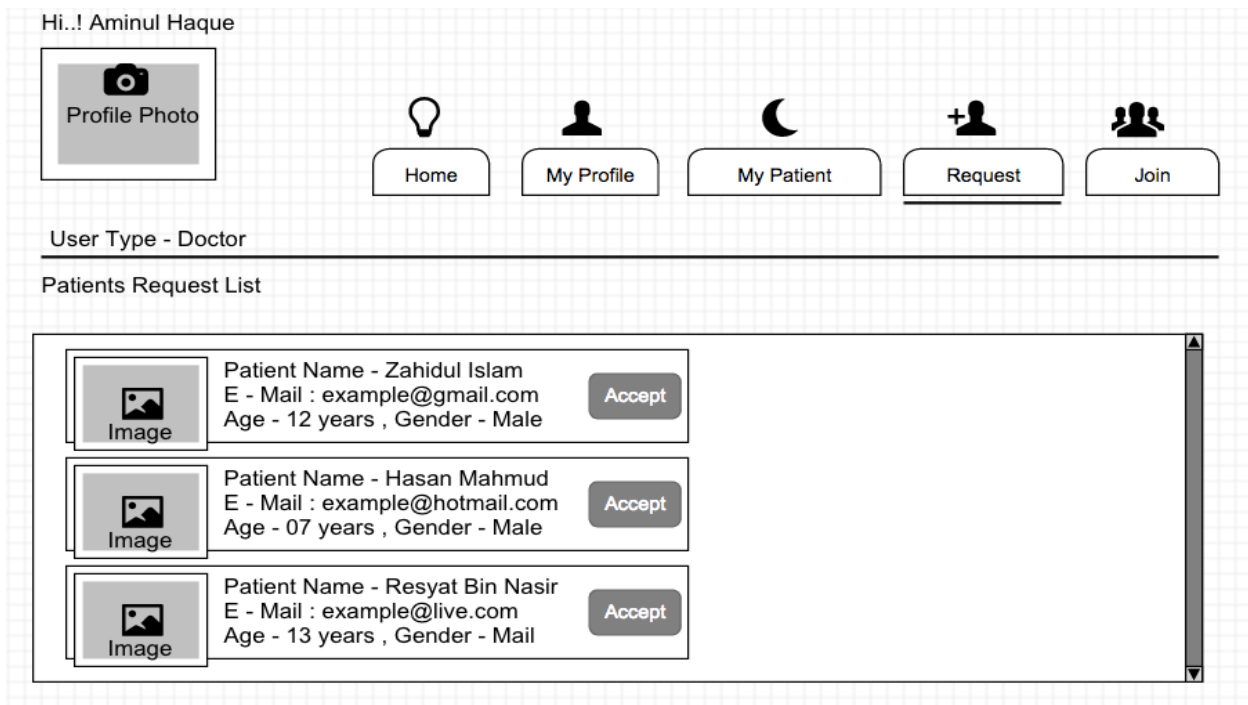 Hi..! Aminul Haque
Profile Photo
Home
My Profile
My Patient
Request
Join
User Type - Doctor
Patients Request List
Patient Name - Zahidul Islam
E - Mail : example@gmail.com
Age - 12 years , Gender - Male
Accept
Image
Patient Name - Hasan Mahmud
E - Mail : example@hotmail.com
Age - 07 years , Gender - Male
Accept
Image
Patient Name - Resyat Bin Nasir
E - Mail : example@live.com
Age - 13 years , Gender - Mail
Accept
Image